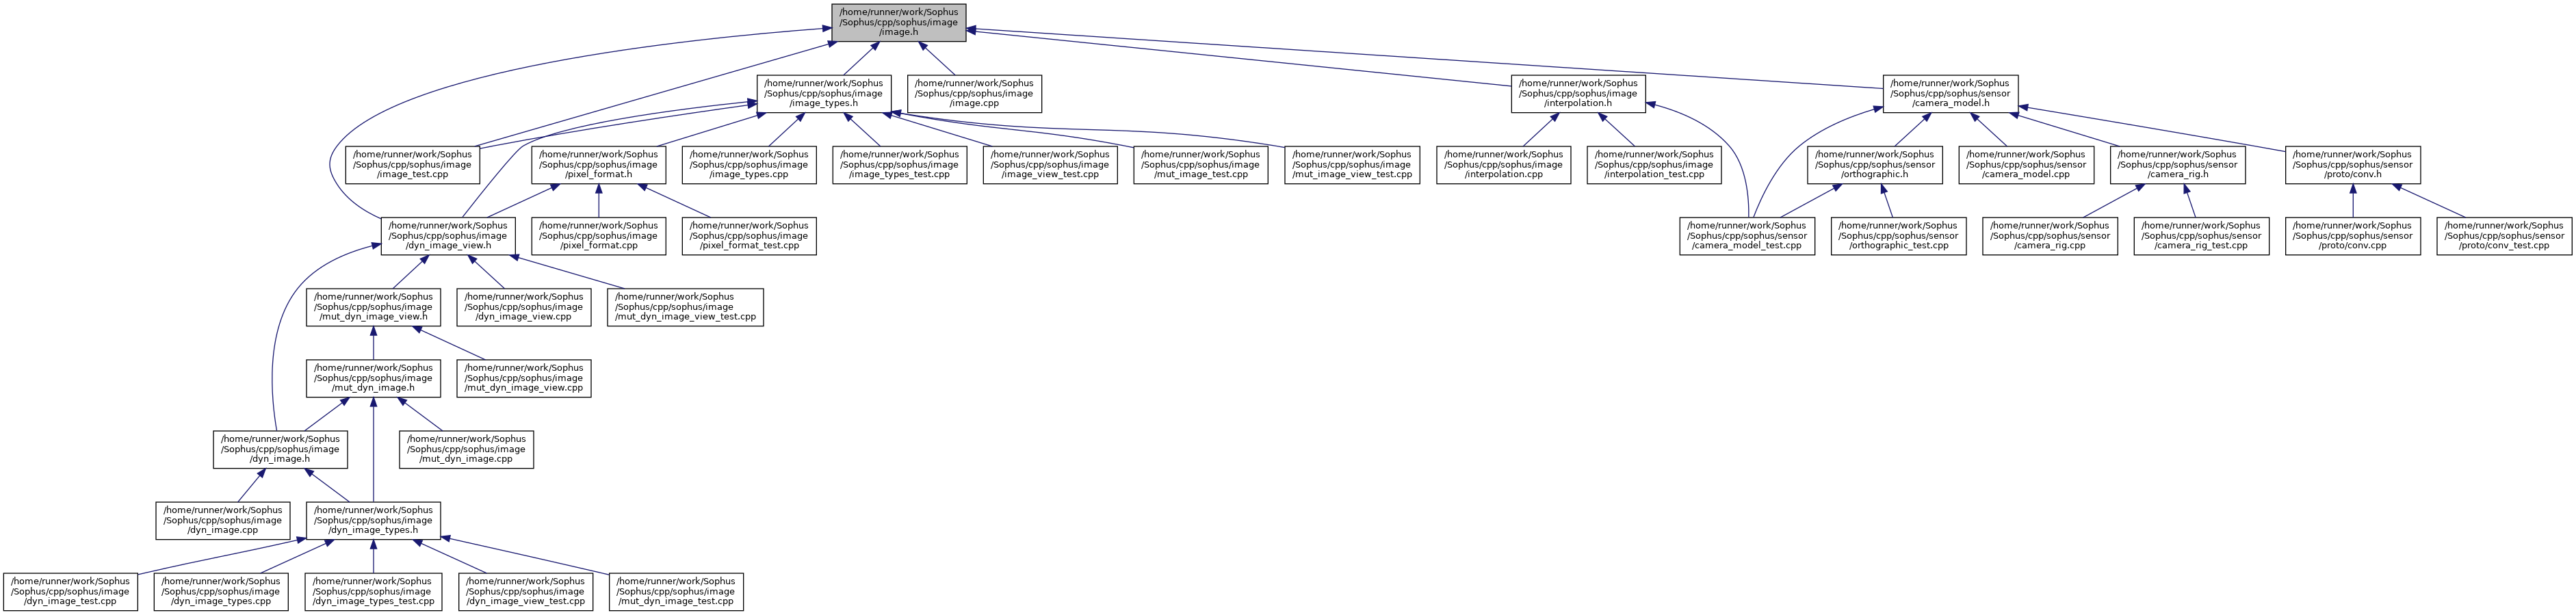 /home/runner/work/Sophus
/Sophus/cpp/sophus/image
/image.h
/home/runner/work/Sophus
/Sophus/cpp/sophus/image
/image_types.h
/home/runner/work/Sophus
/Sophus/cpp/sophus/image
/image.cpp
/home/runner/work/Sophus
/Sophus/cpp/sophus/image
/interpolation.h
/home/runner/work/Sophus
/Sophus/cpp/sophus/sensor
/camera_model.h
/home/runner/work/Sophus
/Sophus/cpp/sophus/image
/image_test.cpp
/home/runner/work/Sophus
/Sophus/cpp/sophus/image
/pixel_format.h
/home/runner/work/Sophus
/Sophus/cpp/sophus/image
/image_types.cpp
/home/runner/work/Sophus
/Sophus/cpp/sophus/image
/image_types_test.cpp
/home/runner/work/Sophus
/Sophus/cpp/sophus/image
/image_view_test.cpp
/home/runner/work/Sophus
/Sophus/cpp/sophus/image
/mut_image_test.cpp
/home/runner/work/Sophus
/Sophus/cpp/sophus/image
/mut_image_view_test.cpp
/home/runner/work/Sophus
/Sophus/cpp/sophus/image
/interpolation.cpp
/home/runner/work/Sophus
/Sophus/cpp/sophus/image
/interpolation_test.cpp
/home/runner/work/Sophus
/Sophus/cpp/sophus/sensor
/orthographic.h
/home/runner/work/Sophus
/Sophus/cpp/sophus/sensor
/camera_model.cpp
/home/runner/work/Sophus
/Sophus/cpp/sophus/sensor
/camera_rig.h
/home/runner/work/Sophus
/Sophus/cpp/sophus/sensor
/proto/conv.h
/home/runner/work/Sophus
/Sophus/cpp/sophus/image
/dyn_image_view.h
/home/runner/work/Sophus
/Sophus/cpp/sophus/image
/pixel_format.cpp
/home/runner/work/Sophus
/Sophus/cpp/sophus/image
/pixel_format_test.cpp
/home/runner/work/Sophus
/Sophus/cpp/sophus/sensor
/camera_model_test.cpp
/home/runner/work/Sophus
/Sophus/cpp/sophus/sensor
/orthographic_test.cpp
/home/runner/work/Sophus
/Sophus/cpp/sophus/sensor
/camera_rig.cpp
/home/runner/work/Sophus
/Sophus/cpp/sophus/sensor
/camera_rig_test.cpp
/home/runner/work/Sophus
/Sophus/cpp/sophus/sensor
/proto/conv.cpp
/home/runner/work/Sophus
/Sophus/cpp/sophus/sensor
/proto/conv_test.cpp
/home/runner/work/Sophus
/Sophus/cpp/sophus/image
/mut_dyn_image_view.h
/home/runner/work/Sophus
/Sophus/cpp/sophus/image
/dyn_image_view.cpp
/home/runner/work/Sophus
/Sophus/cpp/sophus/image
/mut_dyn_image_view_test.cpp
/home/runner/work/Sophus
/Sophus/cpp/sophus/image
/mut_dyn_image.h
/home/runner/work/Sophus
/Sophus/cpp/sophus/image
/mut_dyn_image_view.cpp
/home/runner/work/Sophus
/Sophus/cpp/sophus/image
/dyn_image.h
/home/runner/work/Sophus
/Sophus/cpp/sophus/image
/mut_dyn_image.cpp
/home/runner/work/Sophus
/Sophus/cpp/sophus/image
/dyn_image.cpp
/home/runner/work/Sophus
/Sophus/cpp/sophus/image
/dyn_image_types.h
/home/runner/work/Sophus
/Sophus/cpp/sophus/image
/dyn_image_test.cpp
/home/runner/work/Sophus
/Sophus/cpp/sophus/image
/dyn_image_types.cpp
/home/runner/work/Sophus
/Sophus/cpp/sophus/image
/dyn_image_types_test.cpp
/home/runner/work/Sophus
/Sophus/cpp/sophus/image
/dyn_image_view_test.cpp
/home/runner/work/Sophus
/Sophus/cpp/sophus/image
/mut_dyn_image_test.cpp